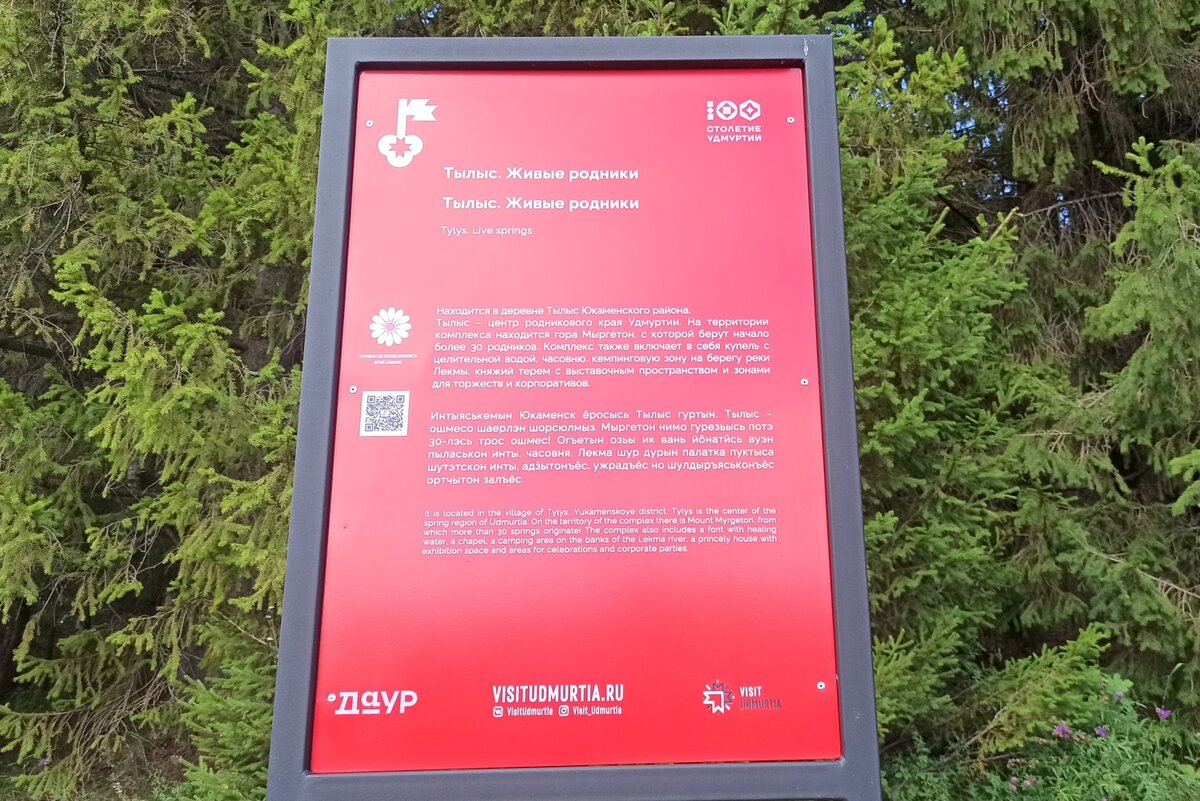 100
СТОЛЕТИЕ
УДМУРТИИ
Тылыс. Живые родники
Тылыс. Живые родники
Tylys. Live springs
Находится в деревне Тылыс Юкаменского района.
Тылыс – центр родникового края Удмуртии. На территории
комплекса находится гора Мыргетон, с которой берут начало
более 30 родников. Комплекс также включает в себя купель с
целительной водой, часовню, кемпинговую зону на берегу реки
Лекмы, княжий терем с выставочным пространством и зонами
для торжеств и корпоративов.
Интыяськемын Юкаменск ёросысь Тылыс гуртын. Тылыс –
ошмесо шаерлэн шорсюлмыз. Мыргетон нимо гурезьысь потэ
30-лэсь трос ошмес! Огъетын озьы ик вань йӧнатӥсь вуэн
пыласькон инты, часовня, Лекма шур дурын палатка пуктыса
шутэтскон инты, адӟытонъёс, ужрадъёс но шулдыръяськонъёс
ортчытон залъёс.
It is located in the village of Tylys, Yukamenskoye district. Tylys is the center of the
spring region of Udmurtia. On the territory of the complex there is Mount Myrgeton, from
which more than 30 springs originate! The complex also includes a font with healing
water, a chapel, a camping area on the banks of the Lekma river, a princely house with
exhibition space and areas for celebrations and corporate parties.
ДАУР
VISITUDMURTIA.RU
VisitUdmurtia Visit_Udmurtia
VISIT
UDMURTIA